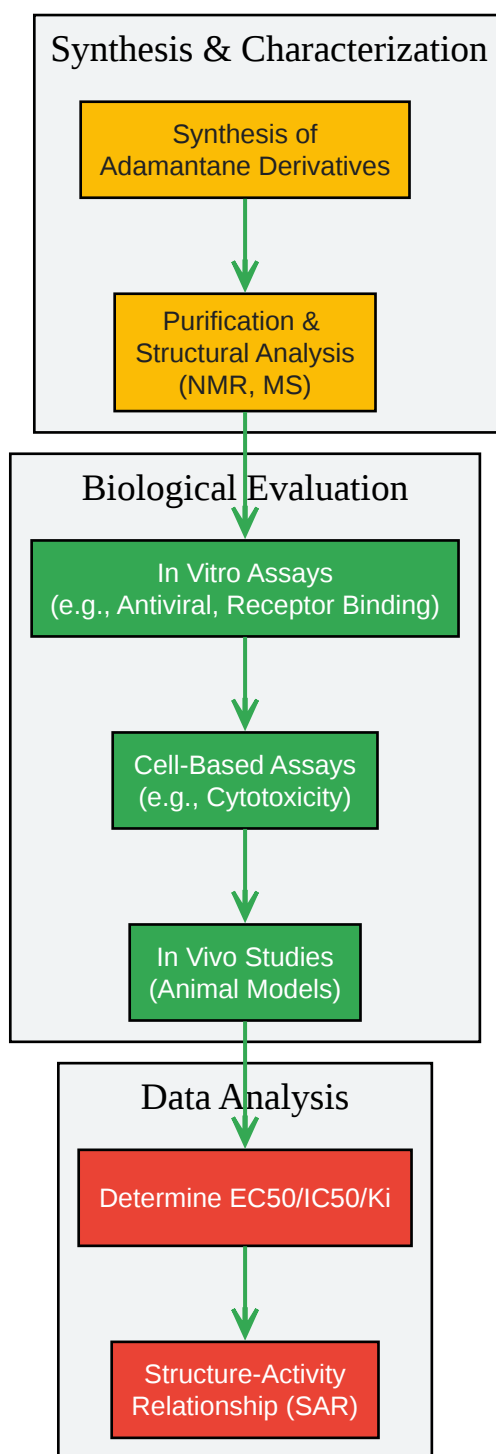 Synthesis & Characterization
Synthesis of
Adamantane Derivatives
Purification &
Structural Analysis
(NMR, MS)
Biological Evaluation
In Vitro Assays
(e.g., Antiviral, Receptor Binding)
Cell-Based Assays
(e.g., Cytotoxicity)
In Vivo Studies
(Animal Models)
Data Analysis
Determine EC50/IC50/Ki
Structure-Activity
Relationship (SAR)